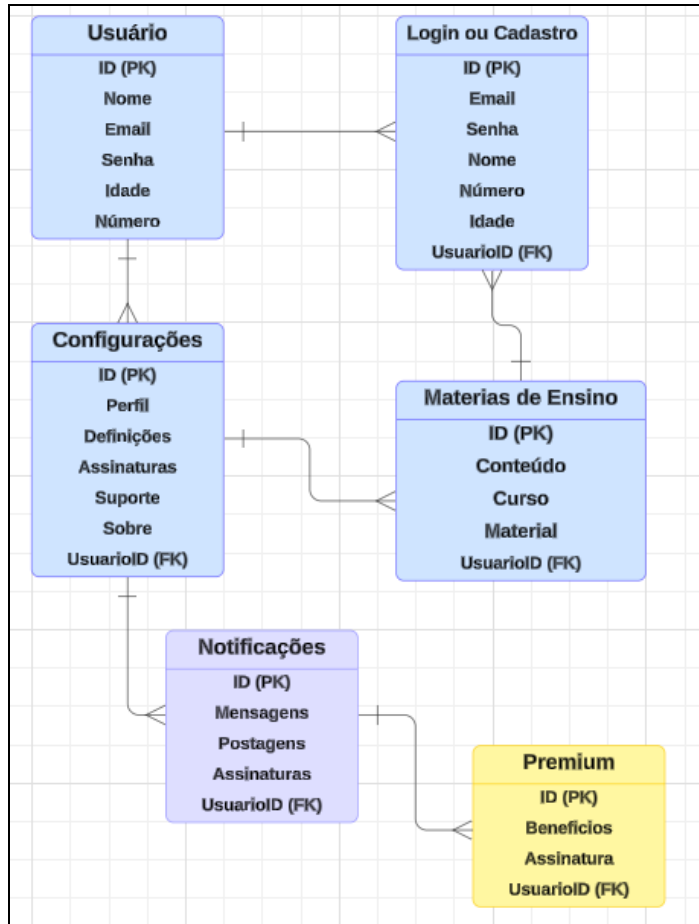 Usuário
ID (PK)
Nome
Email
Senha
Idade
Número
Login ou Cadastro
ID (PK)
Email
Senha
Nome
Número
Idade
UsuarioID (FK)
Configurações
ID (PK)
Perfil
Definições
Assinaturas
Suporte
Sobre
UsuarioID (FK)
Materias de Ensino
ID (PK)
Conteúdo
Curso
Material
UsuarioID (FK)
Notificações
ID (PK)
Mensagens
Postagens
Assinaturas
UsuarioID (FK)
Premium
ID (PK)
Beneficios
Assinatura
UsuarioID (FK)